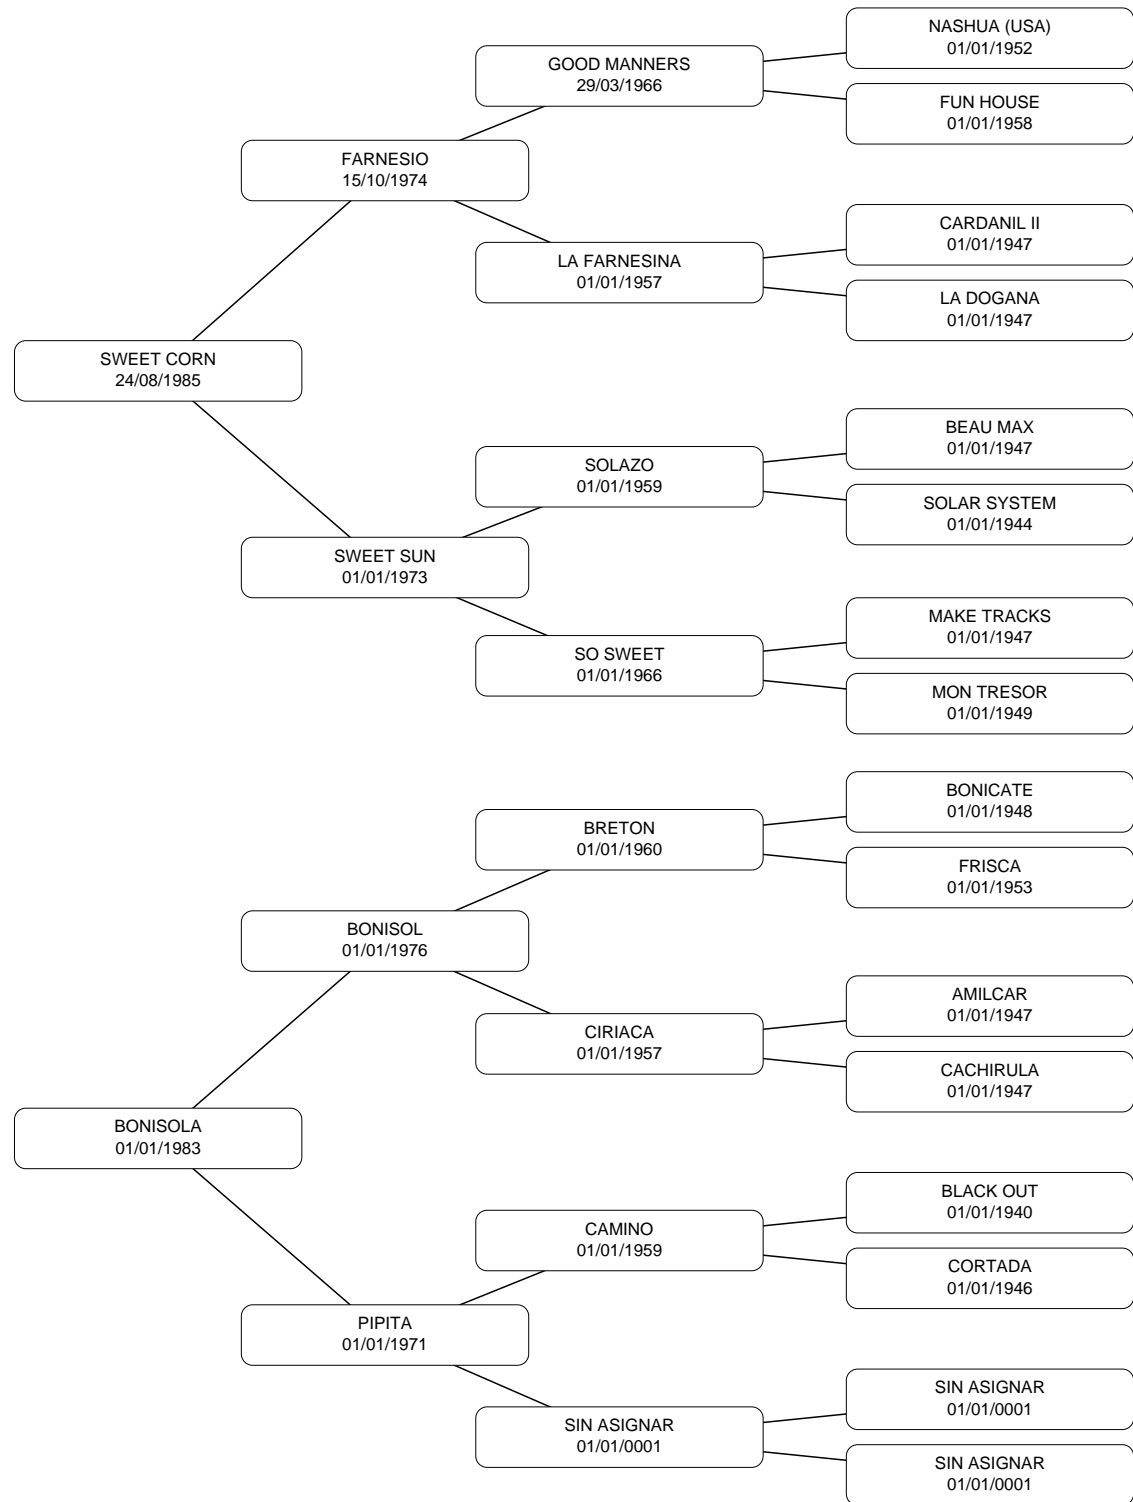 NASHUA (USA)
01/01/1952
GOOD MANNERS
29/03/1966
FUN HOUSE
01/01/1958
FARNESIO
15/10/1974
CARDANIL II
01/01/1947
LA FARNESINA
01/01/1957
LA DOGANA
01/01/1947
SWEET CORN
24/08/1985
BEAU MAX
01/01/1947
SOLAZO
01/01/1959
SOLAR SYSTEM
01/01/1944
SWEET SUN
01/01/1973
MAKE TRACKS
01/01/1947
SO SWEET
01/01/1966
MON TRESOR
01/01/1949
BONICATE
01/01/1948
BRETON
01/01/1960
FRISCA
01/01/1953
BONISOL
01/01/1976
AMILCAR
01/01/1947
CIRIACA
01/01/1957
CACHIRULA
01/01/1947
BONISOLA
01/01/1983
BLACK OUT
01/01/1940
CAMINO
01/01/1959
CORTADA
01/01/1946
PIPITA
01/01/1971
SIN ASIGNAR
01/01/0001
SIN ASIGNAR
01/01/0001
SIN ASIGNAR
01/01/0001